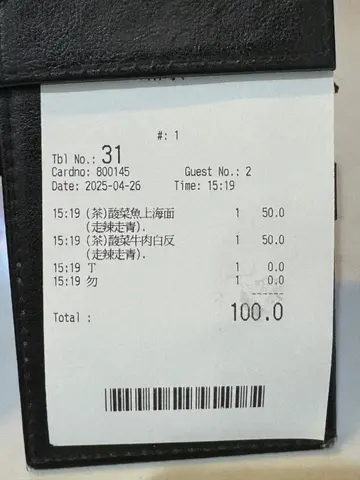 #: 1
Tbl No.: 31
Cardno: 800145 Guest No.: 2
Date: 2025-04-26 Time: 15:19
15:19 (茶)酸菜魚上海面 1 50.0
(走辣走青).
15:19 (茶)酸菜牛肉白反 1 50.0
(走辣走青).
15:19 T 1 0.0
15:19 勿 1 0.0
Total : 100.0